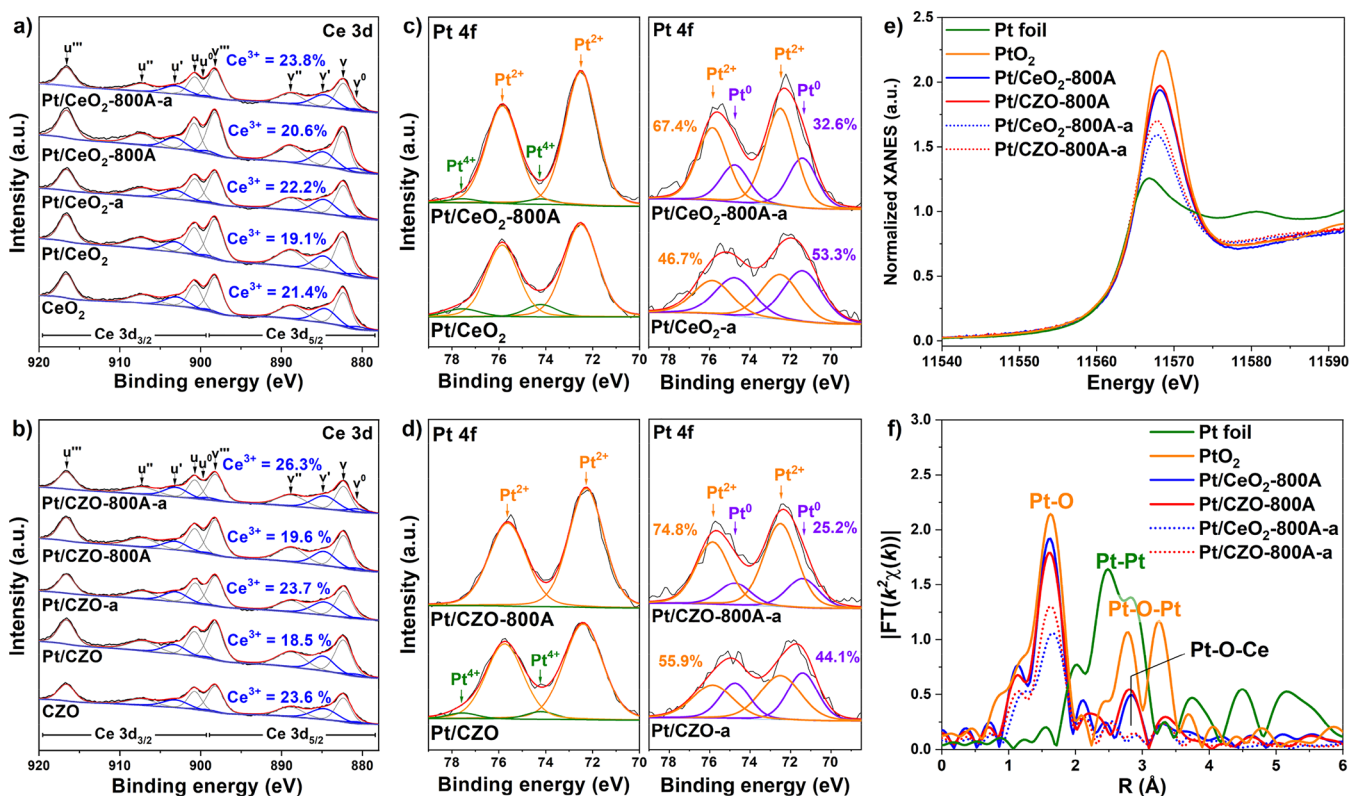 a)
Ce 3d
u'''
u''
u'
u
u⁰
v'''
v''
v'
v
v⁰
Ce³⁺ = 23.8%
Pt/CeO₂-800A-a
Ce³⁺ = 20.6%
Pt/CeO₂-800A
Ce³⁺ = 22.2%
Pt/CeO₂-a
Ce³⁺ = 19.1%
Pt/CeO₂
Ce³⁺ = 21.4%
CeO₂
Ce 3d₃/₂
Ce 3d₅/₂
920 910 900 890 880
Binding energy (eV)
Intensity (a.u.)
c)
Pt 4f
Pt²⁺
Pt²⁺
Pt⁴⁺
Pt⁴⁺
Pt/CeO₂-800A
Pt/CeO₂
78 76 74 72 70
Binding energy (eV)
Intensity (a.u.)
Pt 4f
Pt²⁺
Pt²⁺
Pt⁰
Pt⁰
67.4%
32.6%
Pt/CeO₂-800A-a
46.7%
53.3%
Pt/CeO₂-a
78 76 74 72 70
Binding energy (eV)
e)
Pt foil
PtO₂
Pt/CeO₂-800A
Pt/CZO-800A
Pt/CeO₂-800A-a
Pt/CZO-800A-a
2.5
2.0
1.5
1.0
0.5
0.0
11540 11550 11560 11570 11580 11590
Energy (eV)
Normalized XANES (a.u.)
b)
Ce 3d
u'''
u''
u'
u
u⁰
v'''
v''
v'
v
v⁰
Ce³⁺ = 26.3%
Pt/CZO-800A-a
Ce³⁺ = 19.6 %
Pt/CZO-800A
Ce³⁺ = 23.7 %
Pt/CZO-a
Ce³⁺ = 18.5 %
Pt/CZO
Ce³⁺ = 23.6 %
CZO
Ce 3d₃/₂
Ce 3d₅/₂
920 910 900 890 880
Binding energy (eV)
Intensity (a.u.)
d)
Pt 4f
Pt²⁺
Pt²⁺
Pt/CZO-800A
Pt⁴⁺
Pt⁴⁺
Pt/CZO
78 76 74 72 70
Binding energy (eV)
Intensity (a.u.)
Pt 4f
Pt²⁺
Pt²⁺
Pt⁰
Pt⁰
74.8%
25.2%
Pt/CZO-800A-a
55.9%
44.1%
Pt/CZO-a
78 76 74 72 70
Binding energy (eV)
f)
Pt foil
PtO₂
Pt/CeO₂-800A
Pt/CZO-800A
Pt/CeO₂-800A-a
Pt/CZO-800A-a
Pt-O
Pt-Pt
Pt-O-Pt
Pt-O-Ce
3.0
2.5
2.0
1.5
1.0
0.5
0.0
0 1 2 3 4 5 6
R (Å)
|FT(k²χ(k))|